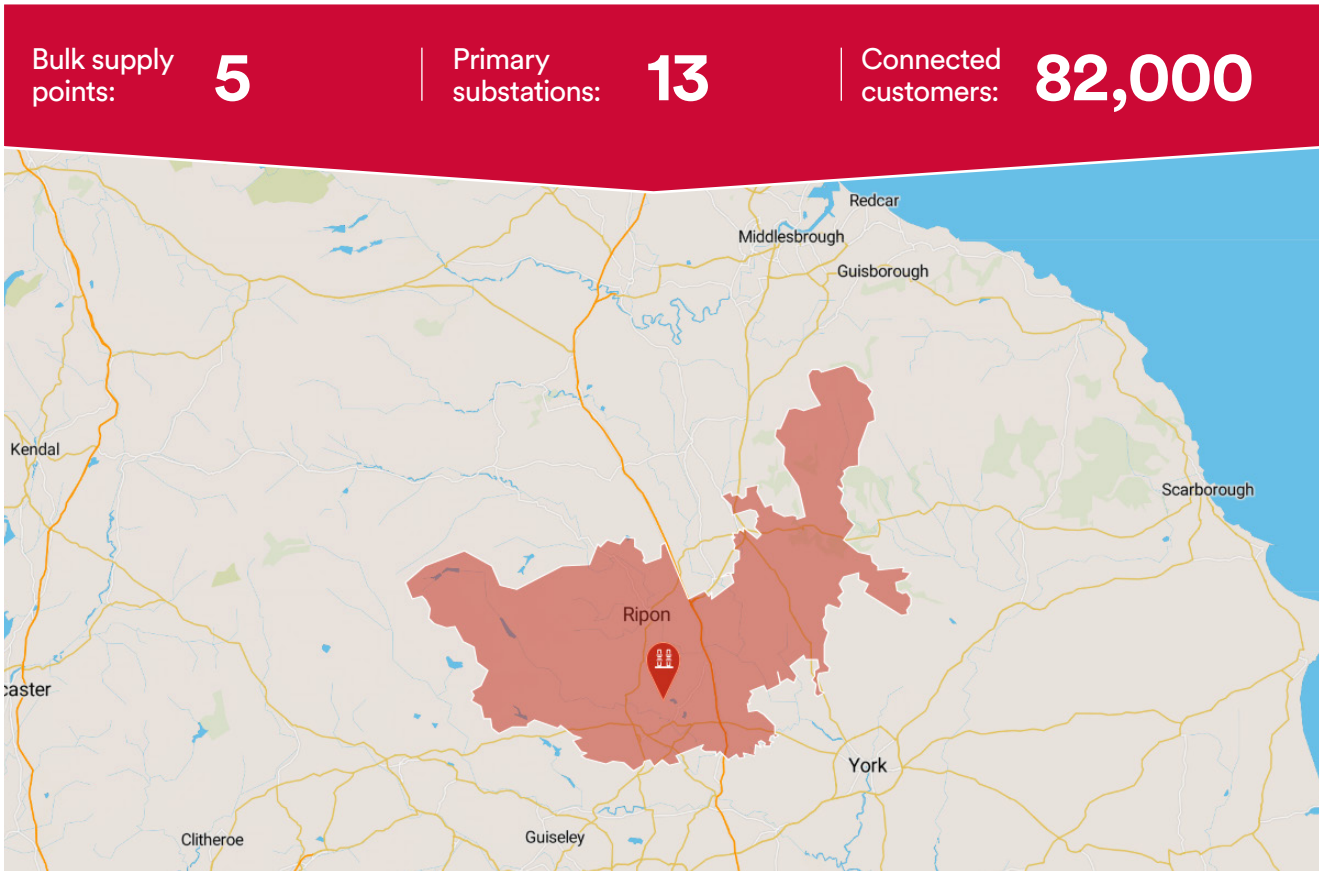 Bulk supply
points:
5
Primary
substations:
13
Connected
customers:
82,000
Redcar
Middlesbrough
Guisborough
Kendal
Scarborough
Ripon
caster
York
Clitheroe
Guiseley